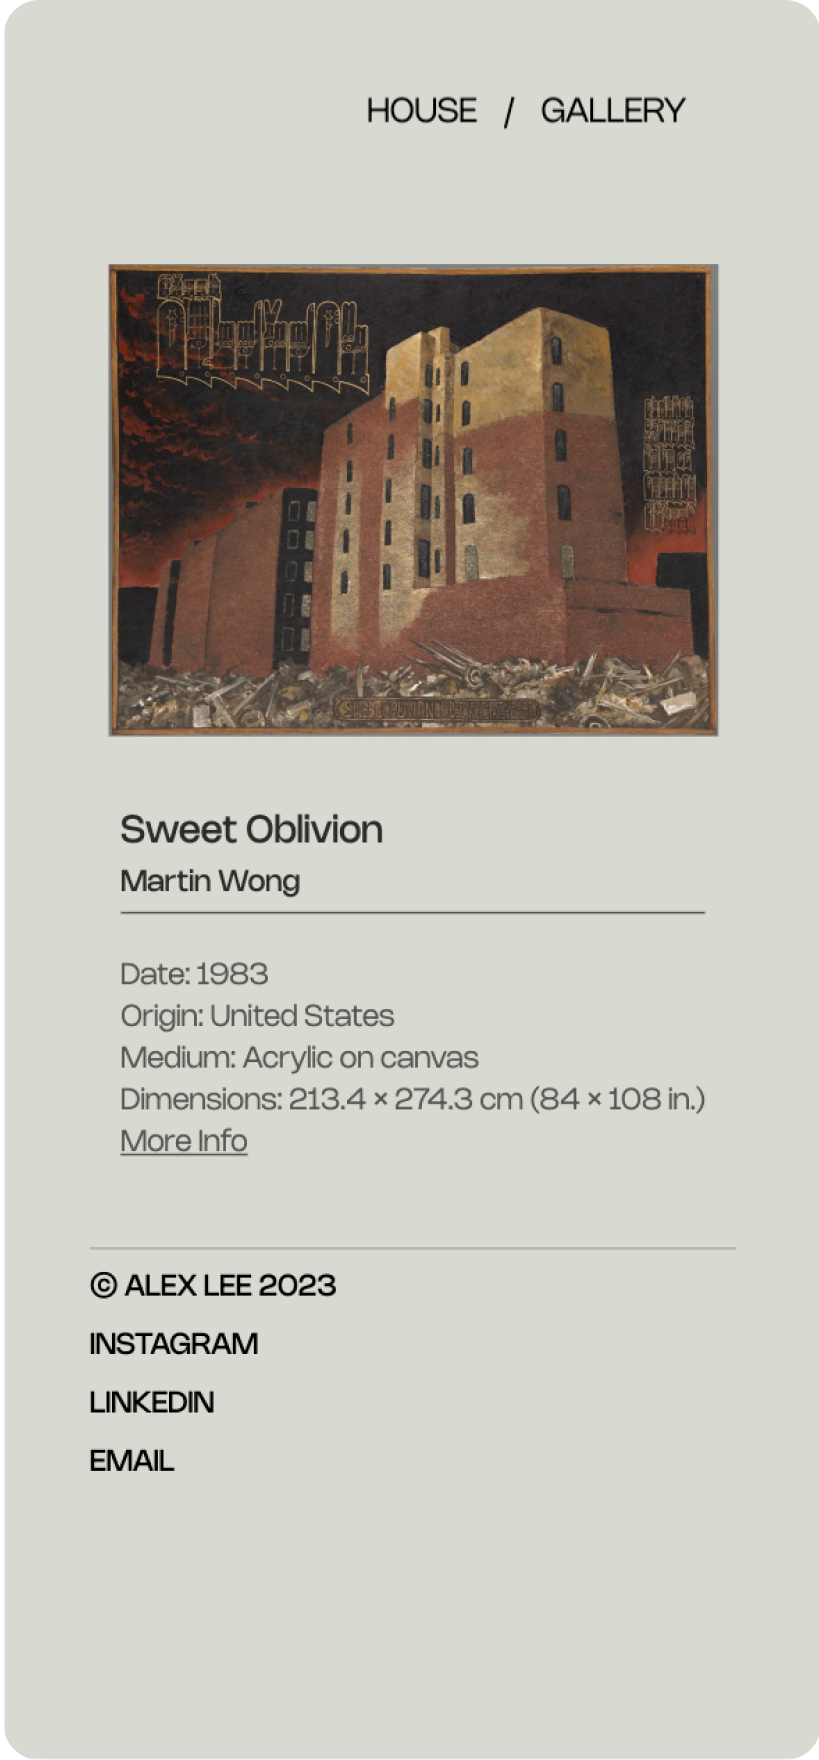 HOUSE / GALLERY
Sweet Oblivion
Martin Wong
Date: 1983
Origin: United States
Medium: Acrylic on canvas
Dimensions: 213.4 × 274.3 cm (84 × 108 in.)
More Info
© ALEX LEE 2023
INSTAGRAM
LINKEDIN
EMAIL